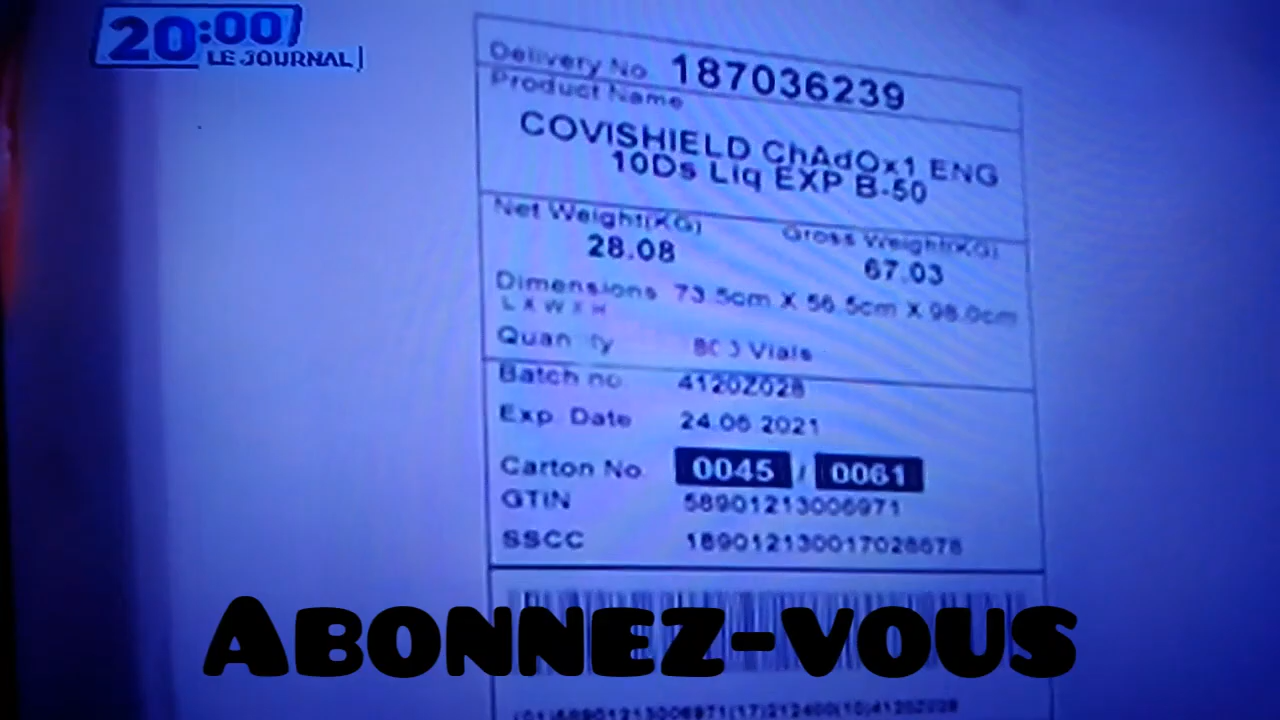 20:00
LE JOURNAL
Delivery No 187036239
Product Name
COVISHIELD ChAdOx1 ENG
10Ds Liq EXP B-50
Net Weight(KG) Gross Weight(KG)
28.08 67.03
Dimensions 73.5cm X 56.5cm X 98.0cm
L X W X H
Vials
Batch no. 4120Z028
Exp. Date 24.06.2021
Carton No. 0045 / 0061
GTIN 58901213006971
SSCC
ABONNEZ-VOUS